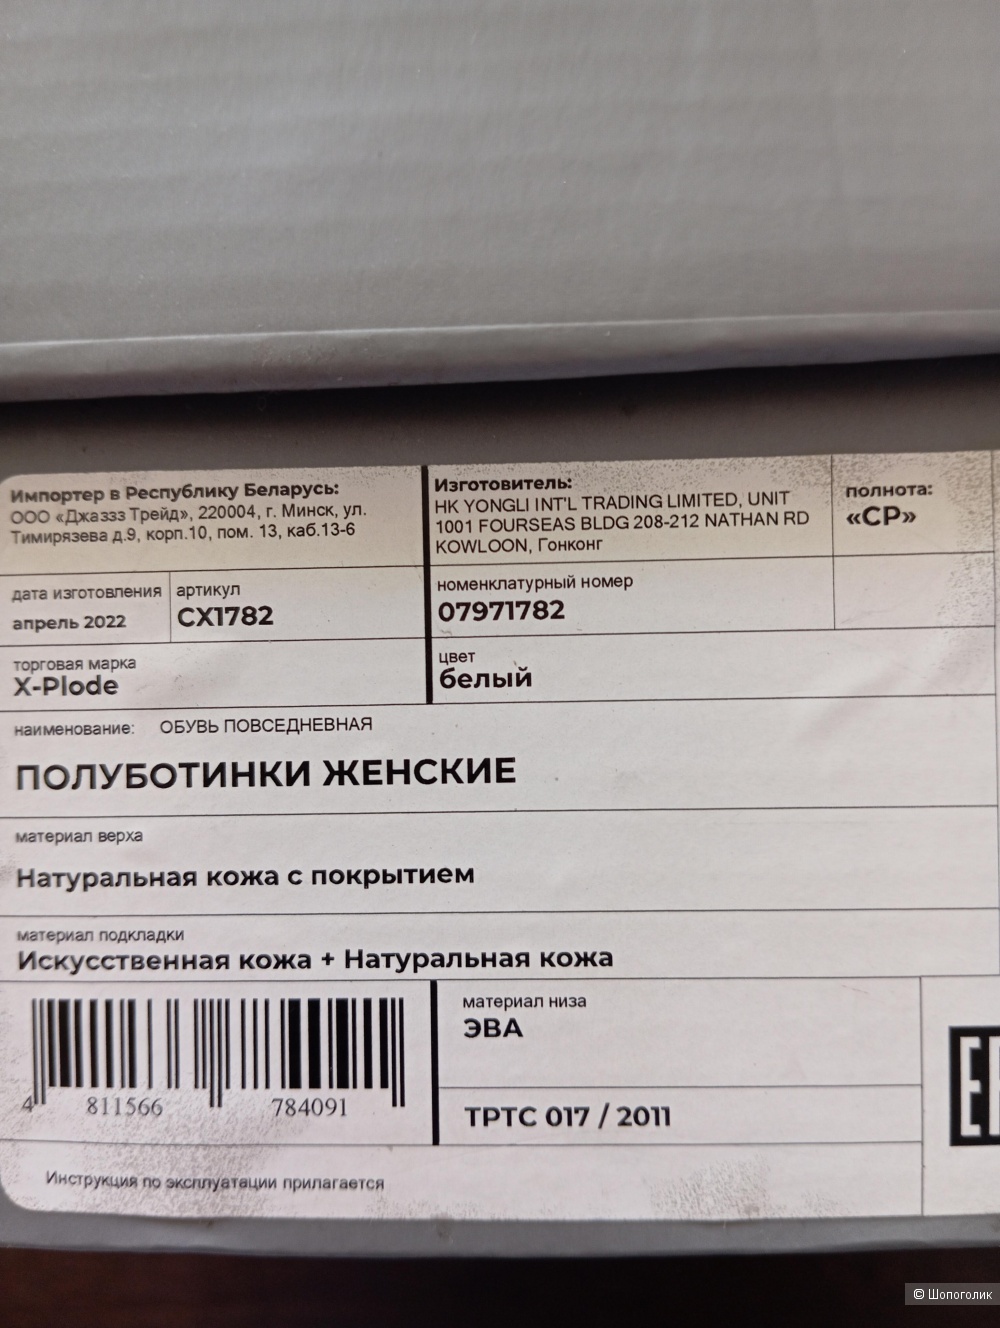 Импортер в Республику Беларусь:
ООО «Джаззз Трейд», 220004, г. Минск, ул.
Тимирязева д.9, корп.10, пом. 13, каб.13-6
Изготовитель:
HK YONGLI INT'L TRADING LIMITED, UNIT
1001 FOURSEAS BLDG 208-212 NATHAN RD
KOWLOON, Гонконг
полнота:
«СР»
дата изготовления
апрель 2022
артикул
CX1782
номенклатурный номер
07971782
торговая марка
X-Plode
цвет
белый
наименование: ОБУВЬ ПОВСЕДНЕВНАЯ
ПОЛУБОТИНКИ ЖЕНСКИЕ
материал верха
Натуральная кожа с покрытием
материал подкладки
Искусственная кожа + Натуральная кожа
4 811566 784091
материал низа
ЭВА
ТРТС 017 / 2011
Инструкция по эксплуатации прилагается
© Шопоголик